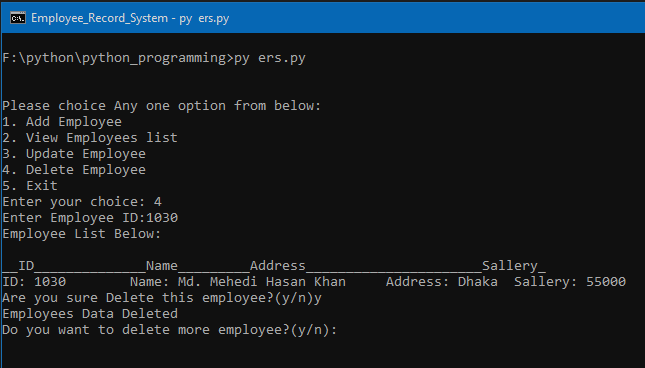 Employee_Record_System - py  ers.py
F:\python\python_programming>py ers.py
Please choice Any one option from below:
1. Add Employee
2. View Employees list
3. Update Employee
4. Delete Employee
5. Exit
Enter your choice: 4
Enter Employee ID:1030
Employee List Below:
__ID______________Name_________Address______________________Sallery_
ID: 1030        Name: Md. Mehedi Hasan Khan     Address: Dhaka  Sallery: 55000
Are you sure Delete this employee?(y/n)y
Employees Data Deleted
Do you want to delete more employee?(y/n):